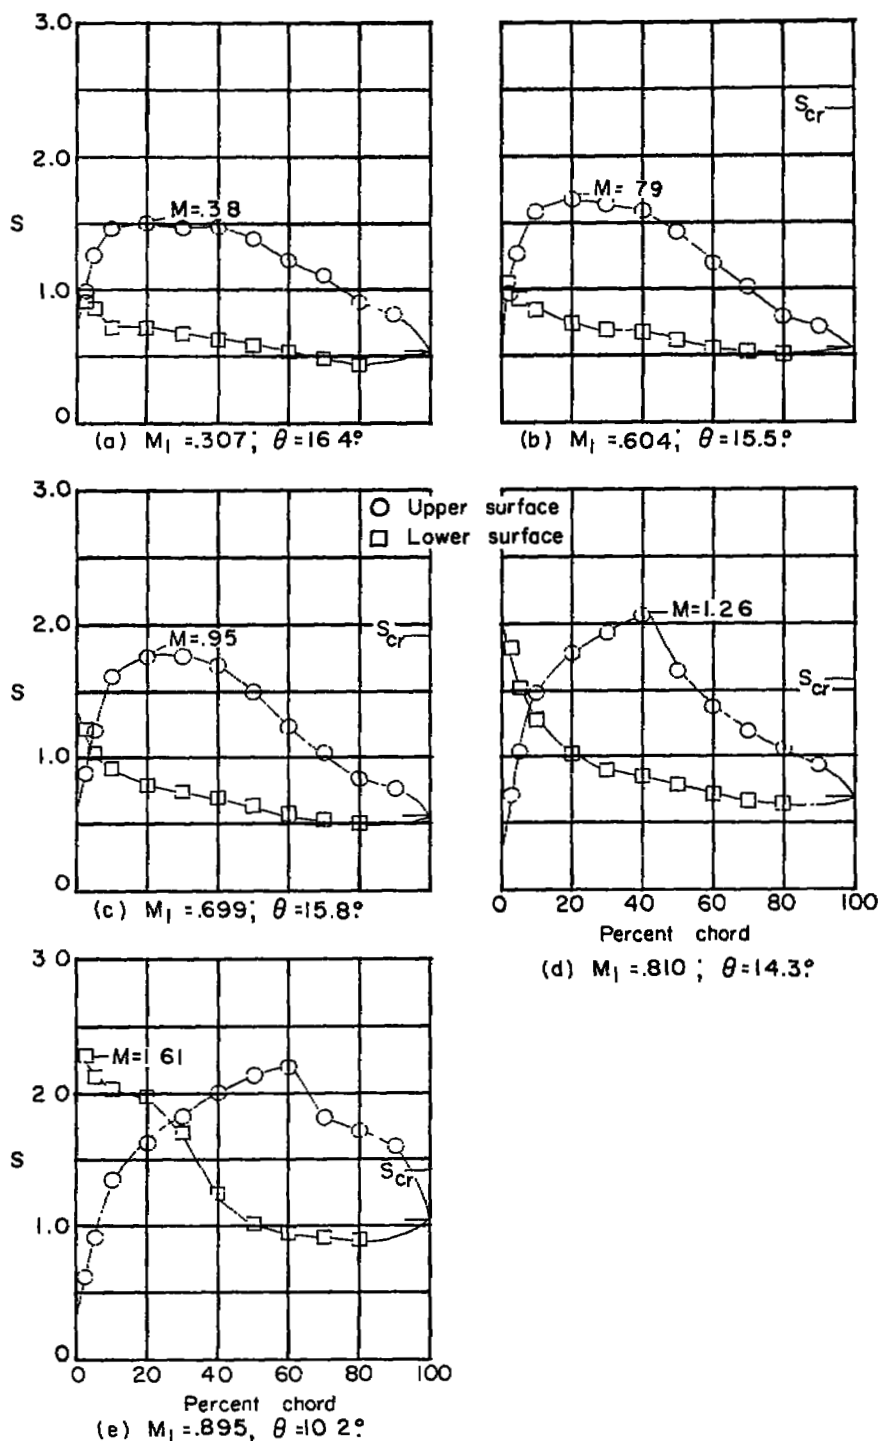 3.0
2.0
S
1.0
0
M=.38
(a) M₁ =.307; θ=16 4°
S_cr
M= 79
(b) M₁ =.604; θ=15.5°
3.0
2.0
S
1.0
0
○ Upper surface
□ Lower surface
S_cr
M=.95
(c) M₁ =.699; θ=15.8°
M=1.26
S_cr
0 20 40 60 80 100
Percent chord
(d) M₁ =.810; θ=14.3°
3 0
2 0
S
1.0
0
M=1 61
S_cr
0 20 40 60 80 100
Percent chord
(e) M₁ =.895, θ=10 2°